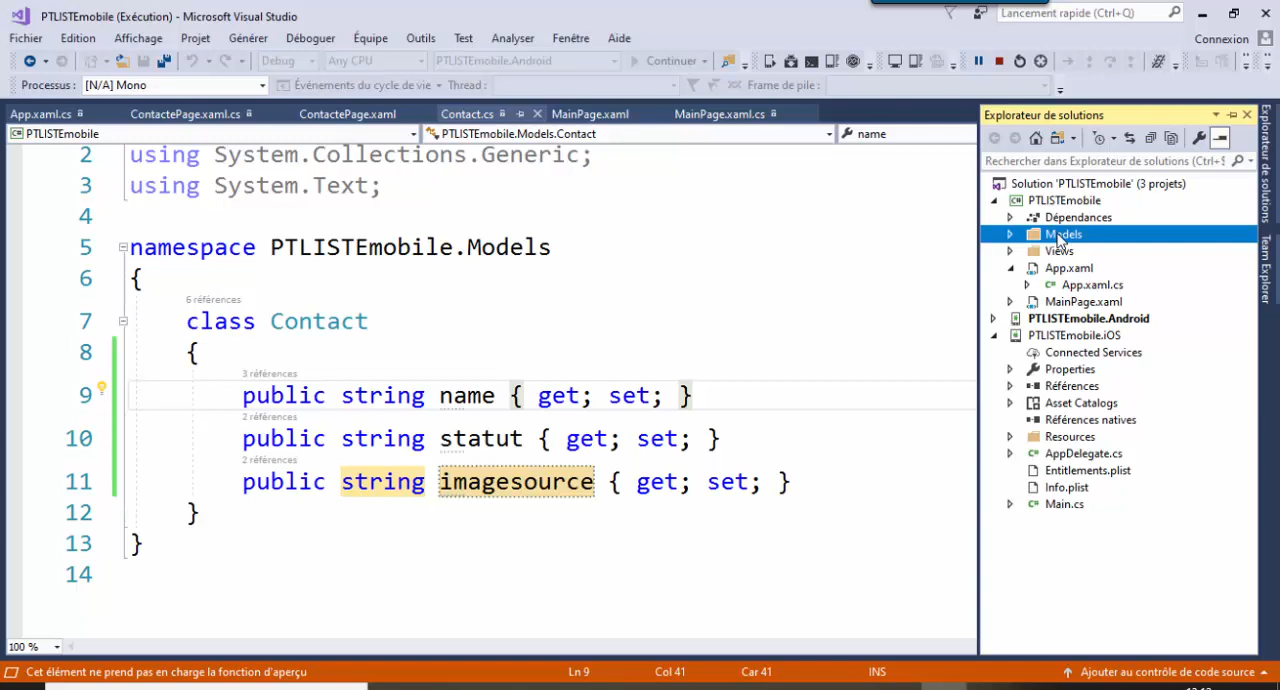 PTLISTEmobile (Exécution) - Microsoft Visual Studio
Lancement rapide (Ctrl+Q)
Fichier Edition Affichage Projet Générer Déboguer Équipe Outils Test Analyser Fenêtre Aide Connexion
Debug Any CPU PTLISTEmobile.Android Continuer
Processus : [N/A] Mono Événements du cycle de vie Thread : Frame de pile :
App.xaml.cs ContactePage.xaml.cs ContactePage.xaml Contact.cs MainPage.xaml MainPage.xaml.cs
PTLISTEmobile PTLISTEmobile.Models.Contact name
2 using System.Collections.Generic;
3 using System.Text;
4
5 namespace PTLISTEmobile.Models
6 {
6 références
7 class Contact
8 {
3 références
9 public string name { get; set; }
2 références
10 public string statut { get; set; }
2 références
11 public string imagesource { get; set; }
12 }
13 }
14
100 %
Explorateur de solutions
Rechercher dans Explorateur de solutions (Ctrl+$
Solution 'PTLISTEmobile' (3 projets)
PTLISTEmobile
Dépendances
Models
Views
App.xaml
App.xaml.cs
MainPage.xaml
PTLISTEmobile.Android
PTLISTEmobile.iOS
Connected Services
Properties
Références
Asset Catalogs
Références natives
Resources
AppDelegate.cs
Entitlements.plist
Info.plist
Main.cs
Explorateur de solutions
Team Explorer
Cet élément ne prend pas en charge la fonction d'aperçu Ln 9 Col 41 Car 41 INS Ajouter au contrôle de code source